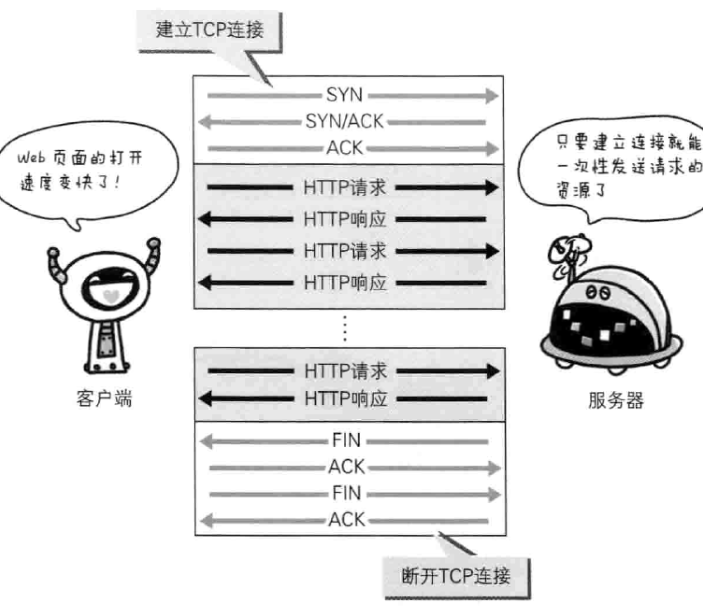 建立TCP连接
SYN
SYN/ACK
ACK
Web 页面的打开
速度变快了!
只要建立连接就能
一次性发送请求的
资源了
HTTP请求
HTTP响应
HTTP请求
HTTP响应
HTTP请求
HTTP响应
客户端
服务器
FIN
ACK
FIN
ACK
断开TCP连接